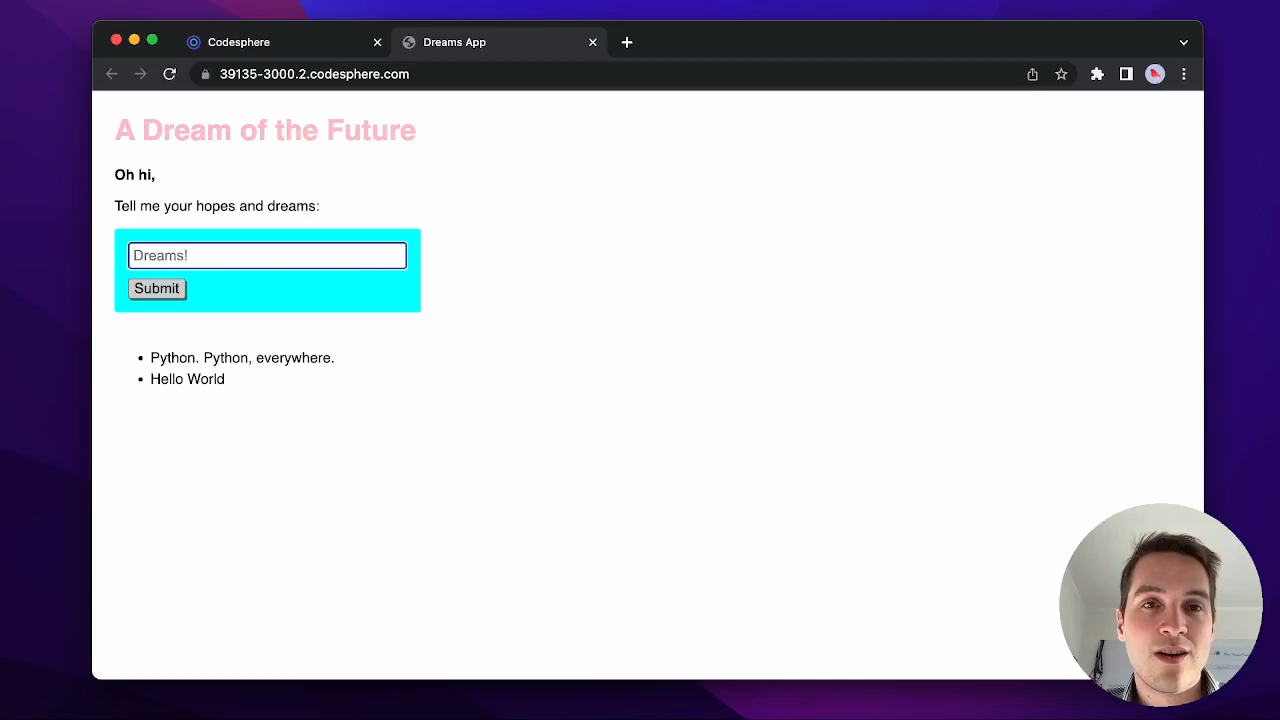 Codesphere
Dreams App
39135-3000.2.codesphere.com
A Dream of the Future
Oh hi,
Tell me your hopes and dreams:
Dreams!
Submit
Python. Python, everywhere.
Hello World